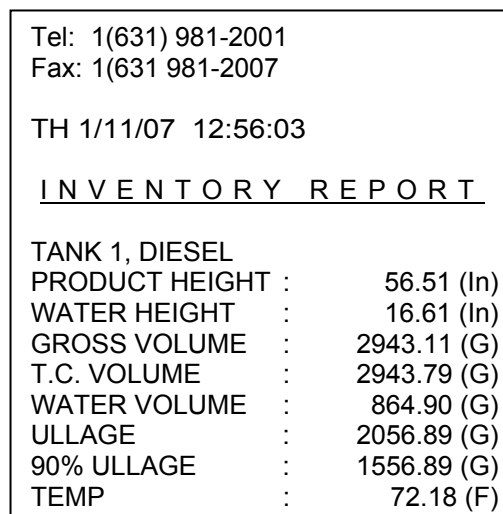 Tel: 1(631) 981-2001
Fax: 1(631 981-2007
TH 1/11/07 12:56:03
INVENTORY REPORT
TANK 1, DIESEL
PRODUCT HEIGHT : 56.51 (In)
WATER HEIGHT : 16.61 (In)
GROSS VOLUME : 2943.11 (G)
T.C. VOLUME : 2943.79 (G)
WATER VOLUME : 864.90 (G)
ULLAGE : 2056.89 (G)
90% ULLAGE : 1556.89 (G)
TEMP : 72.18 (F)